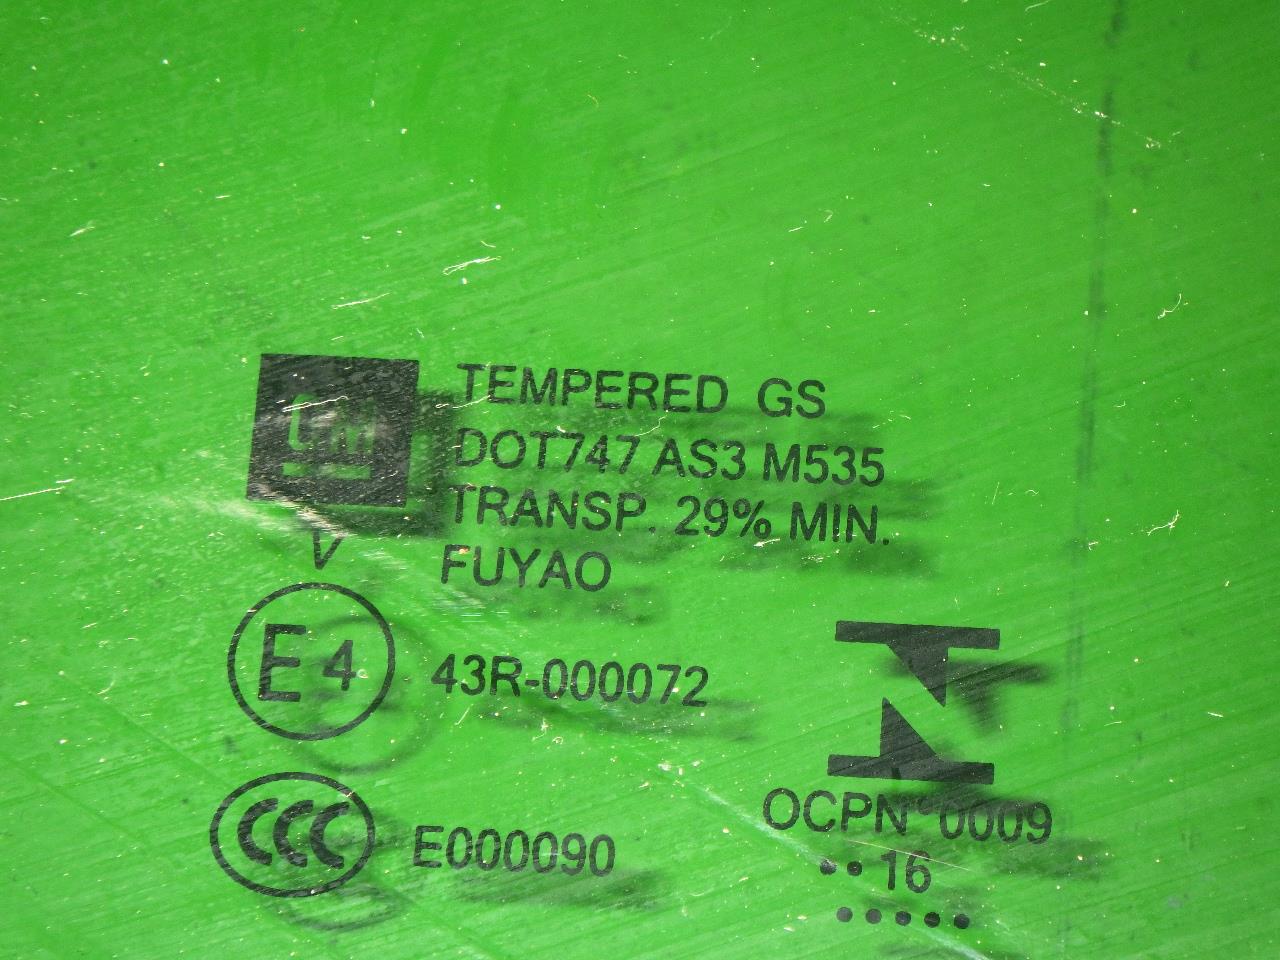 GM
TEMPERED GS
DOT747 AS3 M535
TRANSP. 29% MIN.
V
FUYAO
E4
43R-000072
CCC
E000090
N
OCPN°0009
••16
•••••